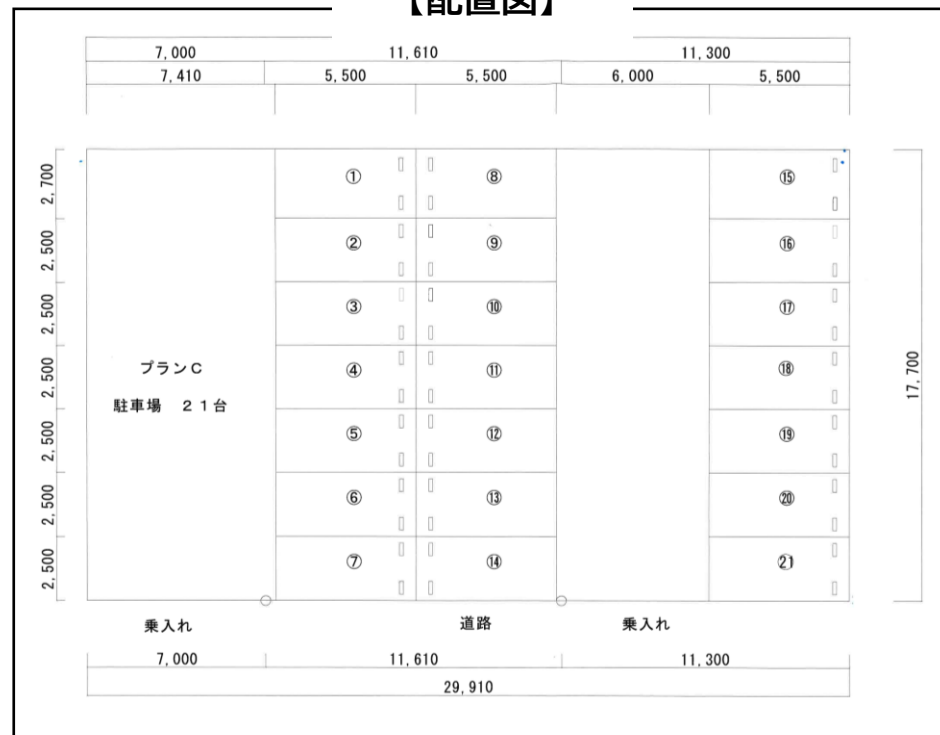 【配置図】
7,000 11,610 11,300
7,410 5,500 5,500 6,000 5,500
2,700
2,500
2,500
2,500
2,500
2,500
2,500
① ⑧ ⑮
② ⑨ ⑯
③ ⑩ ⑰
④ ⑪ ⑱
⑤ ⑫ ⑲
⑥ ⑬ ⑳
⑦ ⑭ ㉑
プランC
駐車場 21台
17,700
乗入れ 道路 乗入れ
7,000 11,610 11,300
29,910